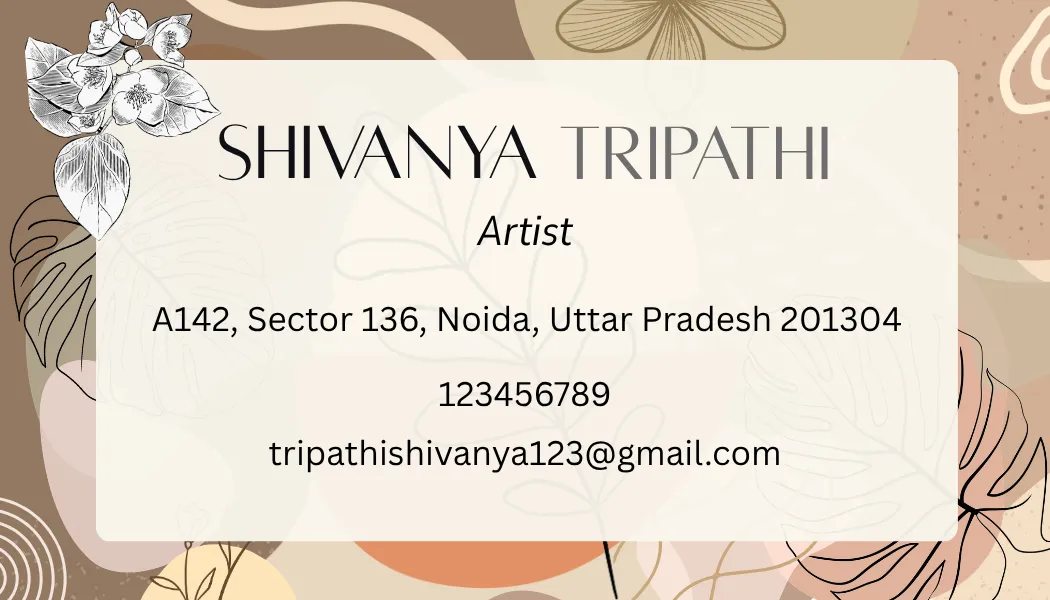 SHIVANYA TRIPATHI
Artist
A142, Sector 136, Noida, Uttar Pradesh 201304
123456789
tripathishivanya123@gmail.com